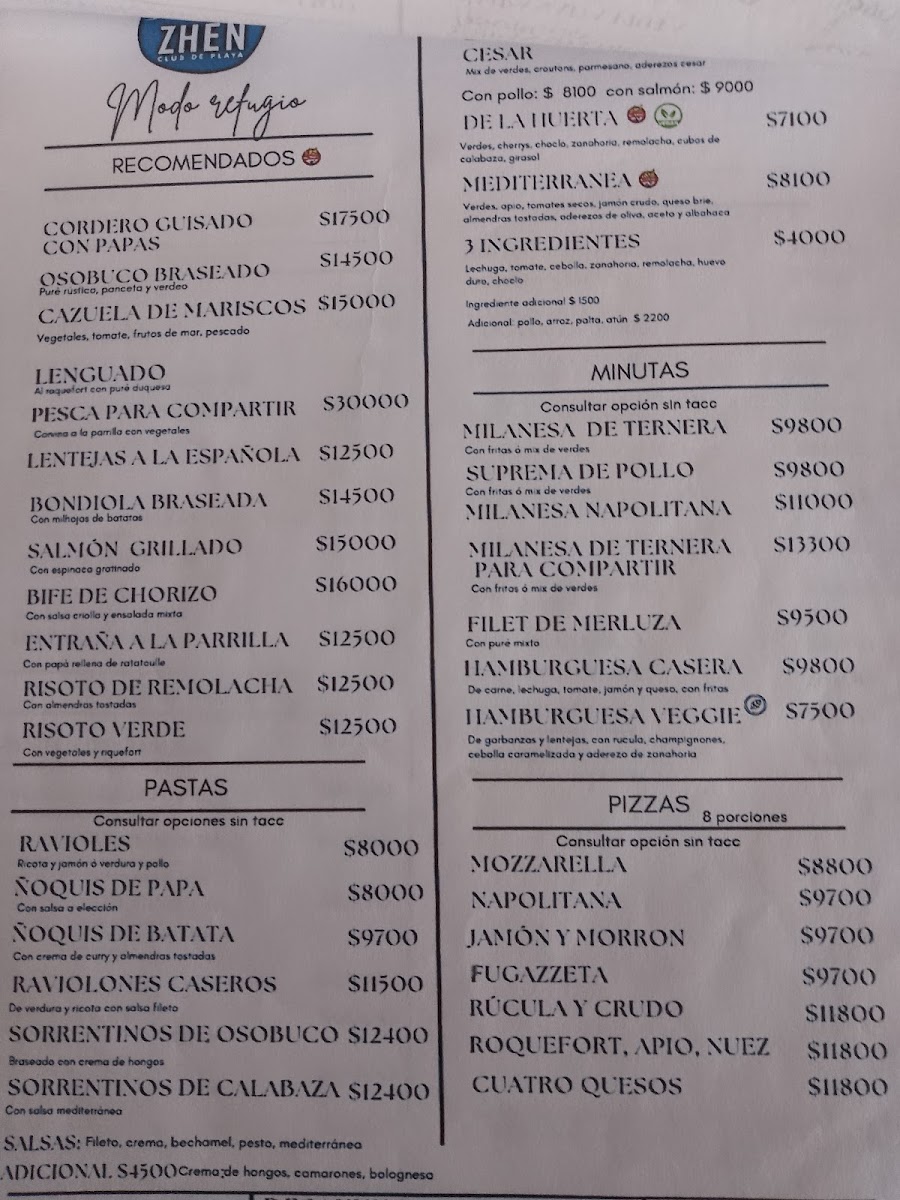 ZHEN
CLUB DE PLAYA
Modo refugio
RECOMENDADOS
CORDERO GUISADO $17500
CON PAPAS
OSOBUCO BRASEADO $14500
Puré rústico, panceta y verdeo
CAZUELA DE MARISCOS $15000
Vegetales, tomate, frutos de mar, pescado
LENGUADO
Al roquefort con puré duquesa
PESCA PARA COMPARTIR $30000
Corvina a la parrilla con vegetales
LENTEJAS A LA ESPAÑOLA $12500
BONDIOLA BRASEADA $14500
Con milhojas de batatas
SALMÓN GRILLADO $15000
Con espinaca gratinado
BIFE DE CHORIZO $16000
Con salsa criolla y ensalada mixta
ENTRAÑA A LA PARRILLA $12500
Con papá rellena de ratatouille
RISOTO DE REMOLACHA $12500
Con almendras tostadas
RISOTO VERDE $12500
Con vegetales y riquefort
PASTAS
Consultar opciones sin tacc
RAVIOLES $8000
Ricota y jamón ó verdura y pollo
ÑOQUIS DE PAPA $8000
Con salsa a elección
ÑOQUIS DE BATATA $9700
Con crema de curry y almendras tostadas
RAVIOLONES CASEROS $11500
De verdura y ricota con salsa fileto
SORRENTINOS DE OSOBUCO $12400
Braseado con crema de hongos
SORRENTINOS DE CALABAZA $12400
Con salsa mediterránea
SALSAS: Fileto, crema, bechamel, pesto, mediterránea
ADICIONAL $4500 Crema de hongos, camarones, bolognesa
CESAR
Mix de verdes, croutons, parmesano, aderezos cesar
Con pollo: $ 8100 con salmón: $ 9000
DE LA HUERTA $7100
Verdes, cherrys, choclo, zanahoria, remolacha, cubos de
calabaza, girasol
MEDITERRANEA $8100
Verdes, apio, tomates secos, jamón crudo, queso brie,
almendras tostadas, aderezos de oliva, aceto y albahaca
3 INGREDIENTES $4000
Lechuga, tomate, cebolla, zanahoria, remolacha, huevo
duro, choclo
Ingrediente adicional $ 1500
Adicional: pollo, arroz, palta, atún $ 2200
MINUTAS
Consultar opción sin tacc
MILANESA DE TERNERA $9800
Con fritas ó mix de verdes
SUPREMA DE POLLO $9800
Con fritas ó mix de verdes
MILANESA NAPOLITANA $11000
MILANESA DE TERNERA $13300
PARA COMPARTIR
Con fritas ó mix de verdes
FILET DE MERLUZA $9500
Con puré mixto
HAMBURGUESA CASERA $9800
De carne, lechuga, tomate, jamón y queso, con fritas
HAMBURGUESA VEGGIE $7500
De garbanzos y lentejas, con rucula, champignones,
cebolla caramelizada y aderezo de zanahoria
PIZZAS 8 porciones
Consultar opción sin tacc
MOZZARELLA $8800
NAPOLITANA $9700
JAMÓN Y MORRON $9700
FUGAZZETA $9700
RÚCULA Y CRUDO $11800
ROQUEFORT, APIO, NUEZ $11800
CUATRO QUESOS $11800